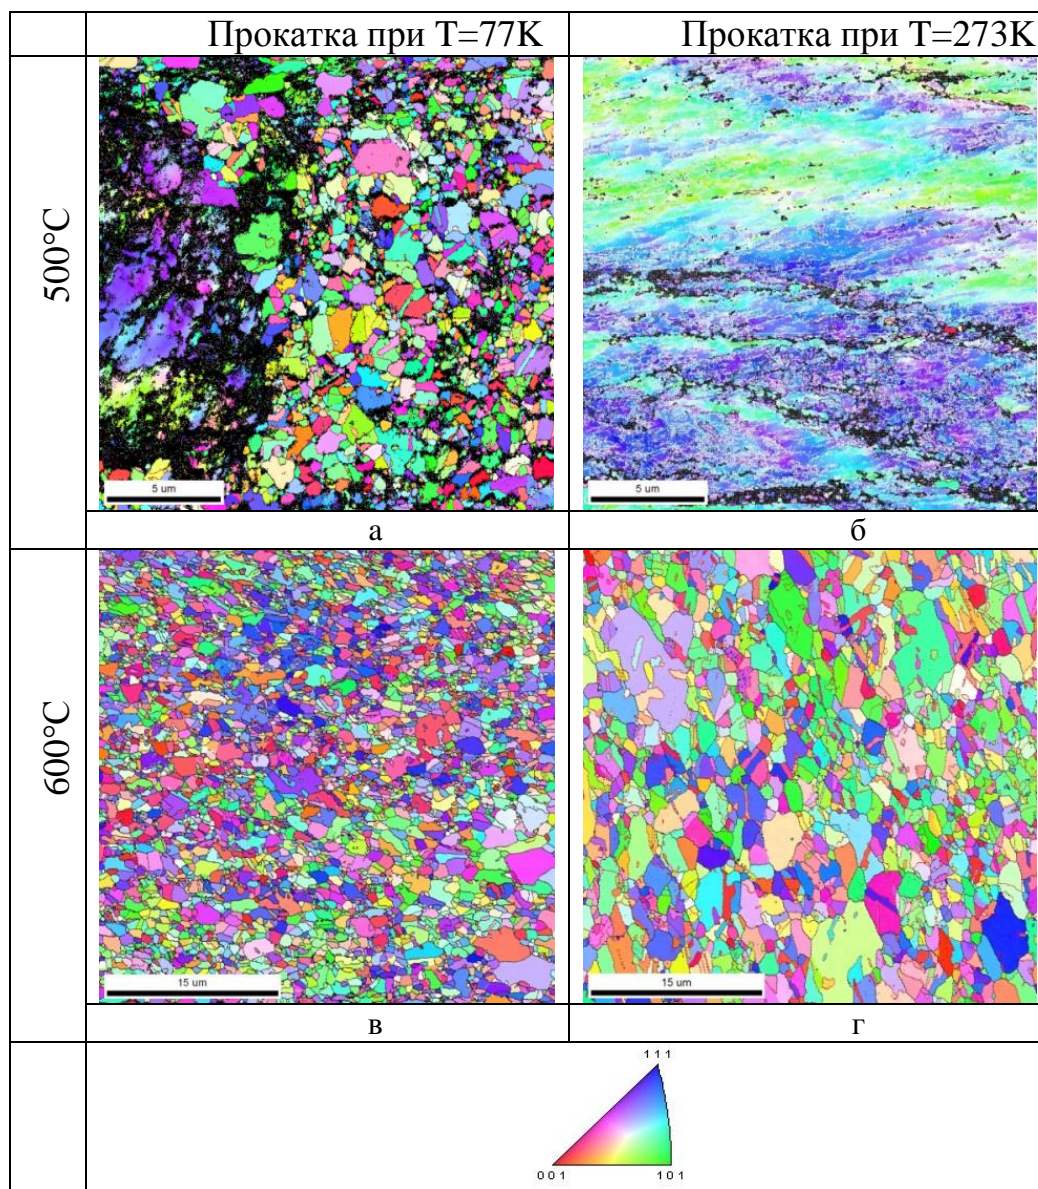 Прокатка при T=77K
Прокатка при T=273K
500°C
5 um
5 um
а
б
600°C
15 um
15 um
в
г
111
001
101